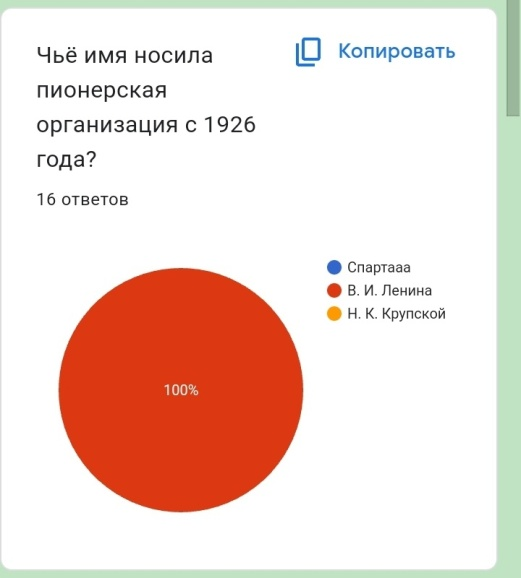 Чьё имя носила
пионерская
организация с 1926
года?
Копировать
16 ответов
Спартааа
В. И. Ленина
Н. К. Крупской
100%